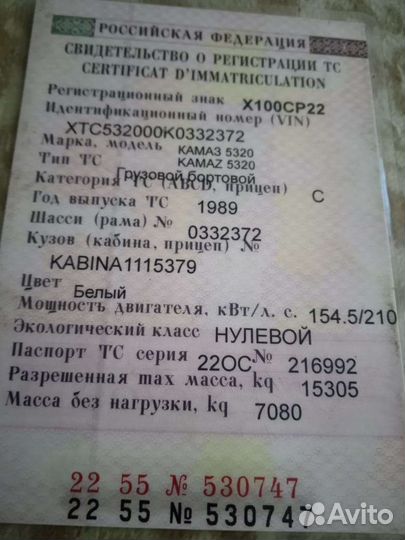 РОССИЙСКАЯ ФЕДЕРАЦИЯ
СВИДЕТЕЛЬСТВО О РЕГИСТРАЦИИ ТС
CERTIFICAT D'IMMATRICULATION
Регистрационный знак Х100СР22
Идентификационный номер (VIN)
XTC532000K0332372
Марка, модель КАМАЗ 5320
KAMAZ 5320
Тип ТС Грузовой бортовой
Категория ТС (ABCD, прицеп) C
Год выпуска ТС 1989
Шасси (рама) № 0332372
Кузов (кабина, прицеп) №
KABINA1115379
Цвет Белый
Мощность двигателя, кВт/л. с. 154.5/210
Экологический класс НУЛЕВОЙ
Паспорт ТС серия 22ОС № 216992
Разрешенная max масса, kg 15305
Масса без нагрузки, kg 7080
22 55 № 530747
22 55 № 530747
Avito